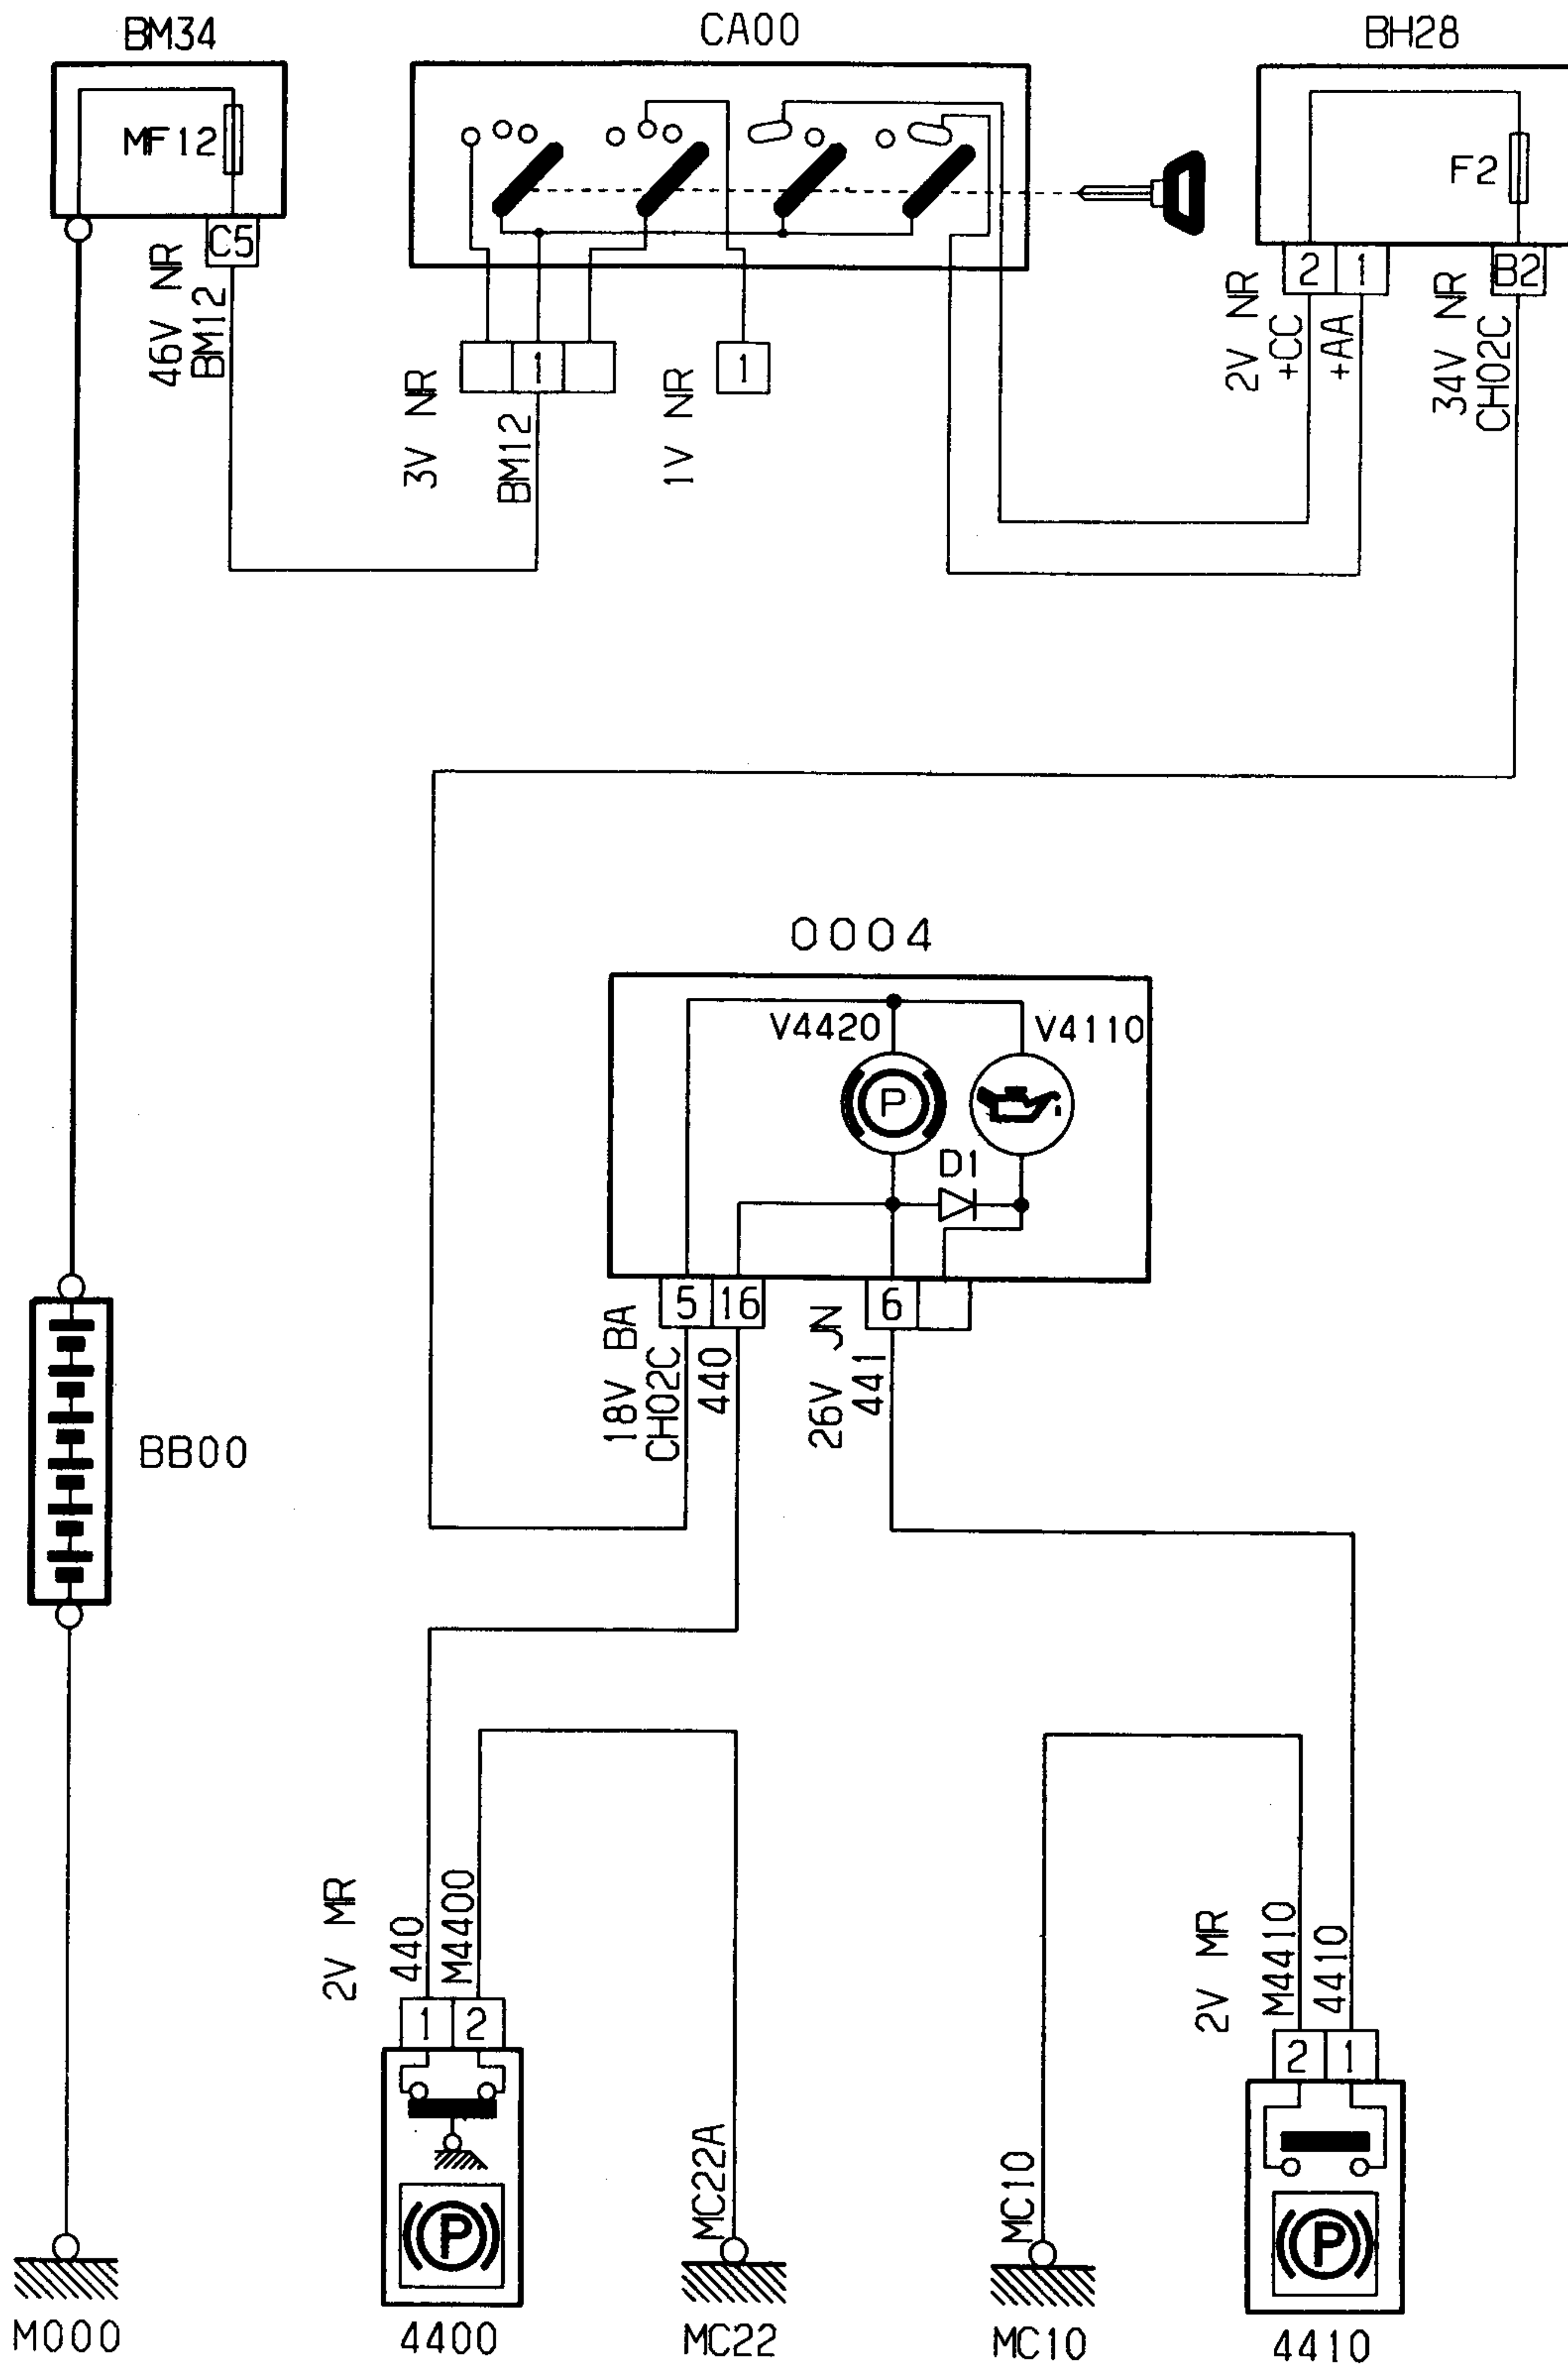 BM34
CA00
BH28
MF12
F2
C5
2
1
B2
46V NR
BM12
3V NR
1
BM12
1V NR
1
2V NR
+CC
+AA
34V NR
CH02C
0004
V4420
V4110
P
D1
5
16
6
18V BA
CH02C
440
26V JN
441
BB00
2V MR
440
M4400
1
2
P
MC22A
MC10
2V MR
M4410
4410
2
1
P
M000
4400
MC22
MC10
4410